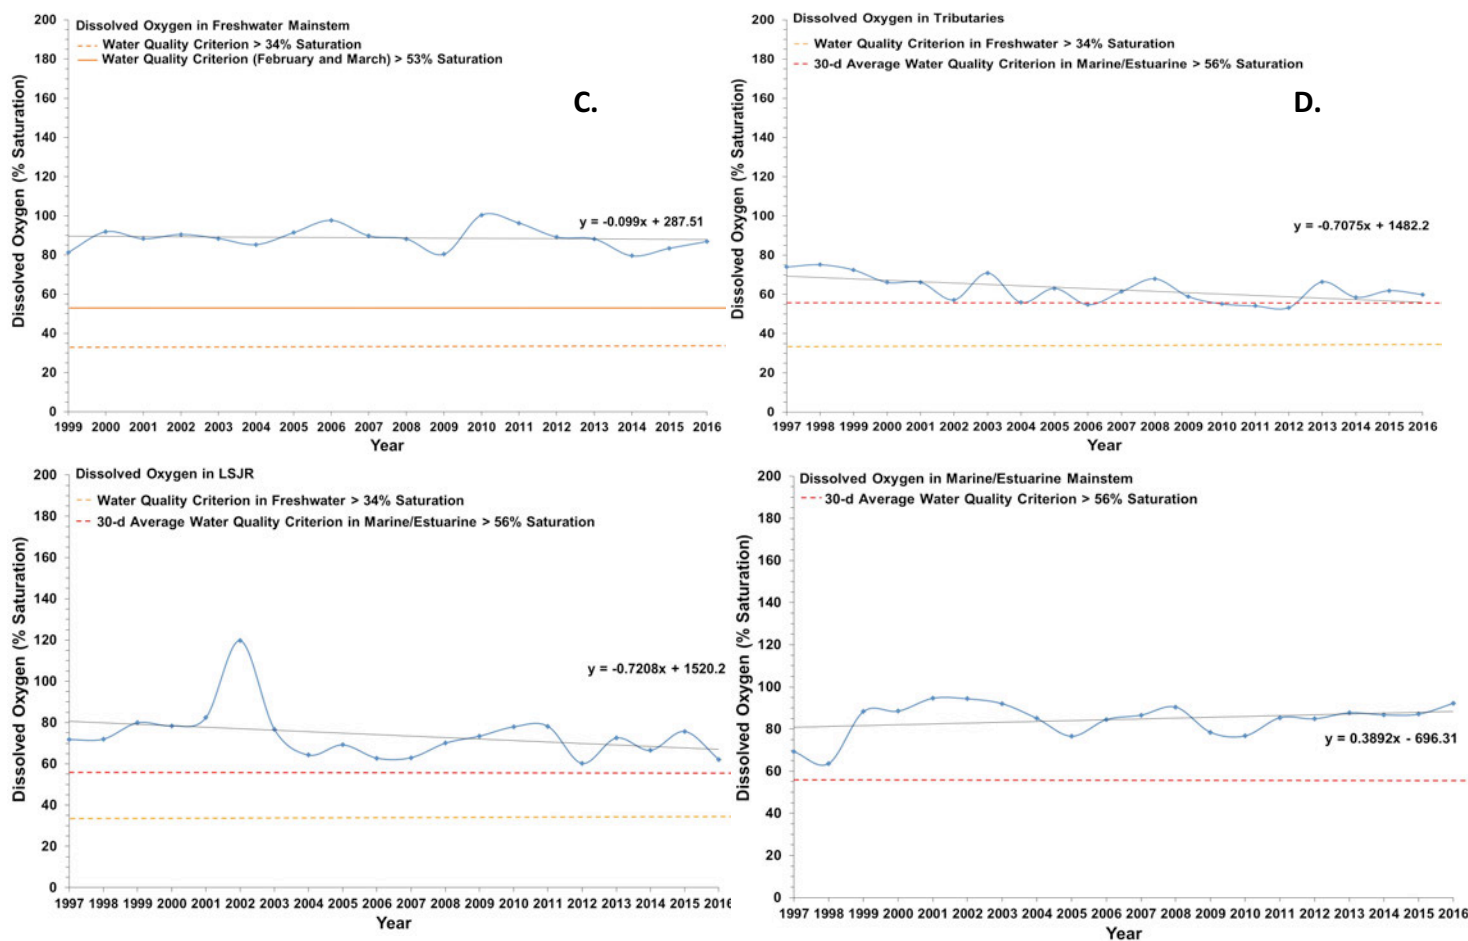 Dissolved Oxygen in Freshwater Mainstem
Water Quality Criterion > 34% Saturation
Water Quality Criterion (February and March) > 53% Saturation
C.
y = -0.099x + 287.51
Dissolved Oxygen (% Saturation)
200
180
160
140
120
100
80
60
40
20
0
1999 2000 2001 2002 2003 2004 2005 2006 2007 2008 2009 2010 2011 2012 2013 2014 2015 2016
Year
Dissolved Oxygen in Tributaries
Water Quality Criterion in Freshwater > 34% Saturation
30-d Average Water Quality Criterion in Marine/Estuarine > 56% Saturation
D.
y = -0.7075x + 1482.2
Dissolved Oxygen (% Saturation)
200
180
160
140
120
100
80
60
40
20
0
1997 1998 1999 2000 2001 2002 2003 2004 2005 2006 2007 2008 2009 2010 2011 2012 2013 2014 2015 2016
Year
Dissolved Oxygen in LSJR
Water Quality Criterion in Freshwater > 34% Saturation
30-d Average Water Quality Criterion in Marine/Estuarine > 56% Saturation
y = -0.7208x + 1520.2
Dissolved Oxygen (% Saturation)
200
180
160
140
120
100
80
60
40
20
0
1997 1998 1999 2000 2001 2002 2003 2004 2005 2006 2007 2008 2009 2010 2011 2012 2013 2014 2015 2016
Year
Dissolved Oxygen in Marine/Estuarine Mainstem
30-d Average Water Quality Criterion > 56% Saturation
y = 0.3892x - 696.31
Dissolved Oxygen (% Saturation)
200
180
160
140
120
100
80
60
40
20
0
1997 1998 1999 2000 2001 2002 2003 2004 2005 2006 2007 2008 2009 2010 2011 2012 2013 2014 2015 2016
Year